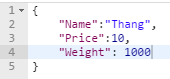 1 {
2 "Name":"Thang",
3 "Price":10,
4 "Weight": 1000
5 }